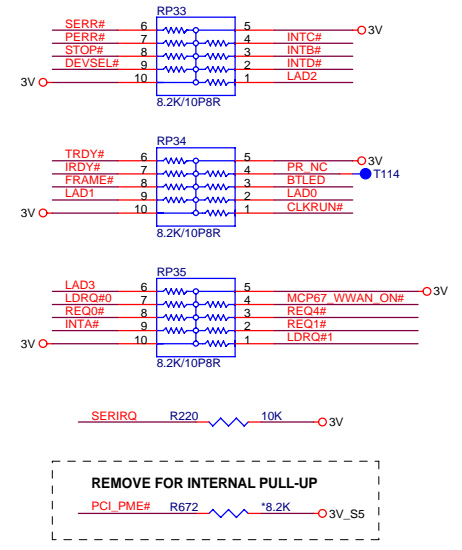 RP33
SERR# 6 5 3V
PERR# 7 4 INTC#
STOP# 8 3 INTB#
DEVSEL# 9 2 INTD#
3V 10 1 LAD2
8.2K/10P8R
RP34
TRDY# 6 5 3V
IRDY# 7 4 PR_NC T114
FRAME# 8 3 BTLED
LAD1 9 2 LAD0
3V 10 1 CLKRUN#
8.2K/10P8R
RP35
LAD3 6 5 3V
LDRQ#0 7 4 MCP67_WWAN_ON#
REQ0# 8 3 REQ4#
INTA# 9 2 REQ1#
3V 10 1 LDRQ#1
8.2K/10P8R
SERIRQ R220 10K 3V
REMOVE FOR INTERNAL PULL-UP
PCI_PME# R672 *8.2K 3V_S5